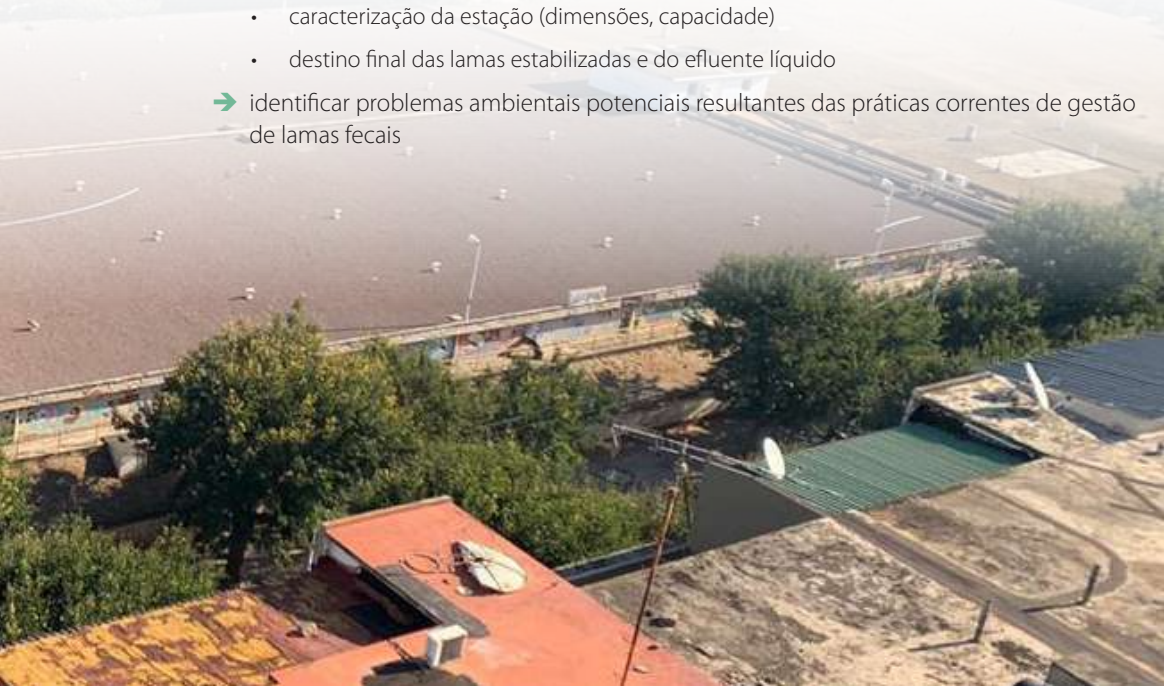 • caracterização da estação (dimensões, capacidade)
• destino final das lamas estabilizadas e do efluente líquido
➔ identificar problemas ambientais potenciais resultantes das práticas correntes de gestão
de lamas fecais